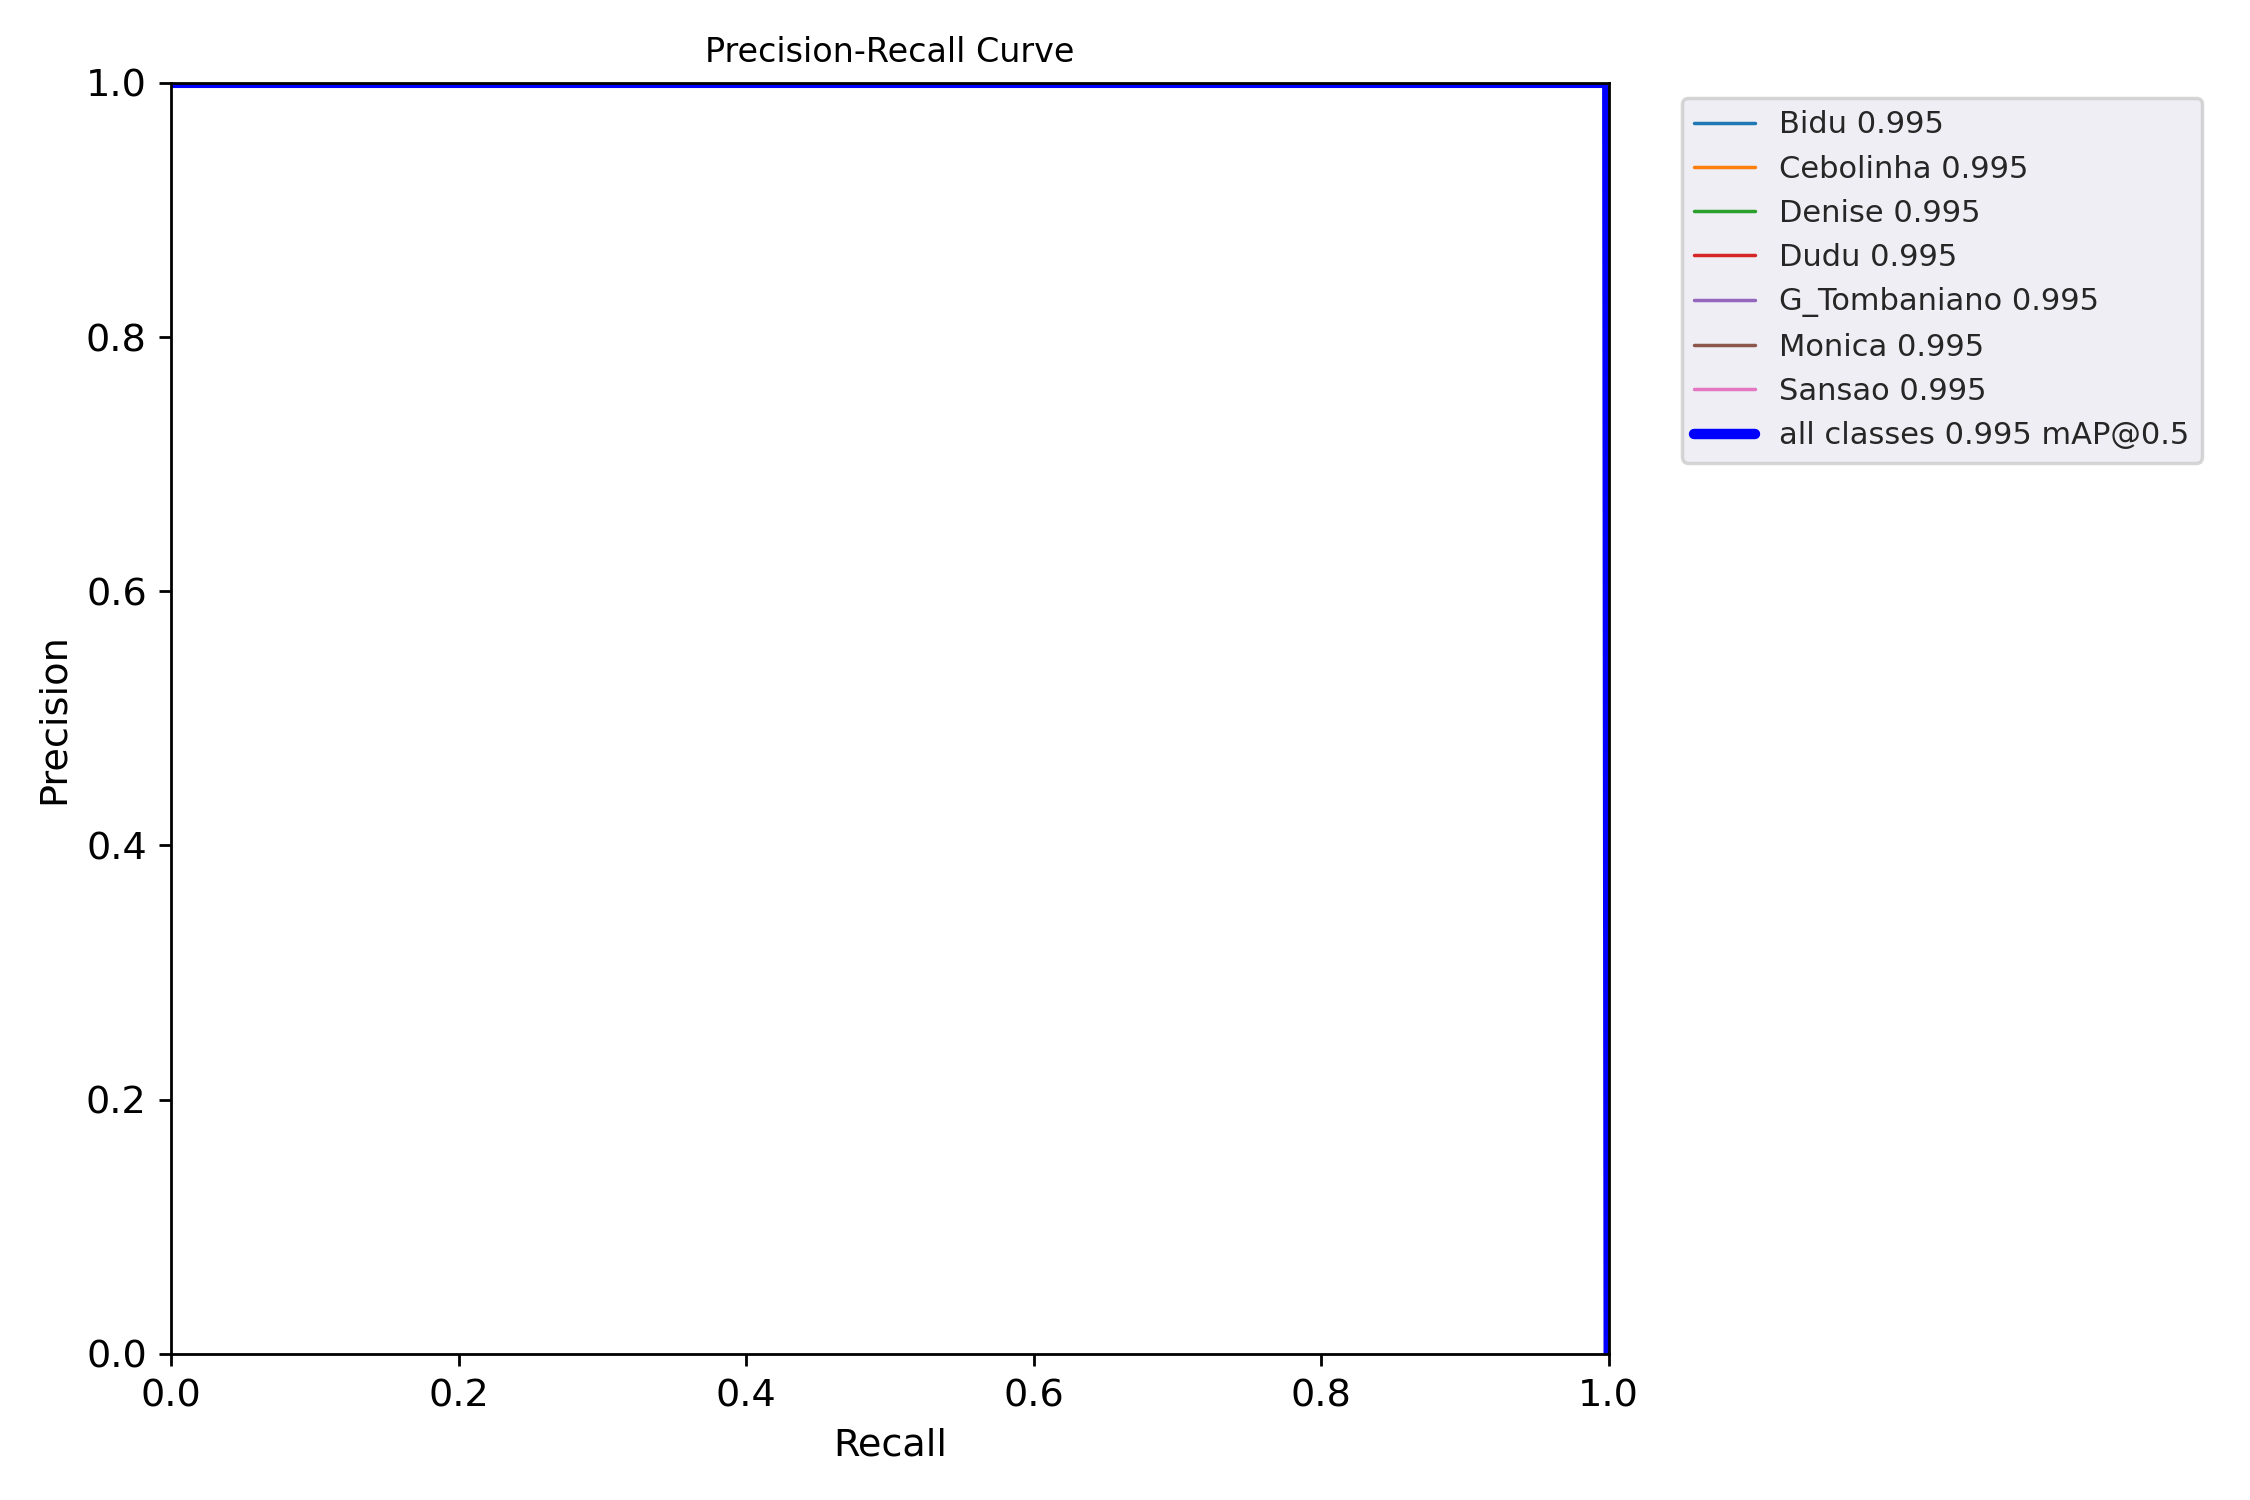 Precision-Recall Curve
1.0
0.8
0.6
0.4
0.2
0.0
Precision
0.0 0.2 0.4 0.6 0.8 1.0
Recall
Bidu 0.995
Cebolinha 0.995
Denise 0.995
Dudu 0.995
G_Tombaniano 0.995
Monica 0.995
Sansao 0.995
all classes 0.995 mAP@0.5